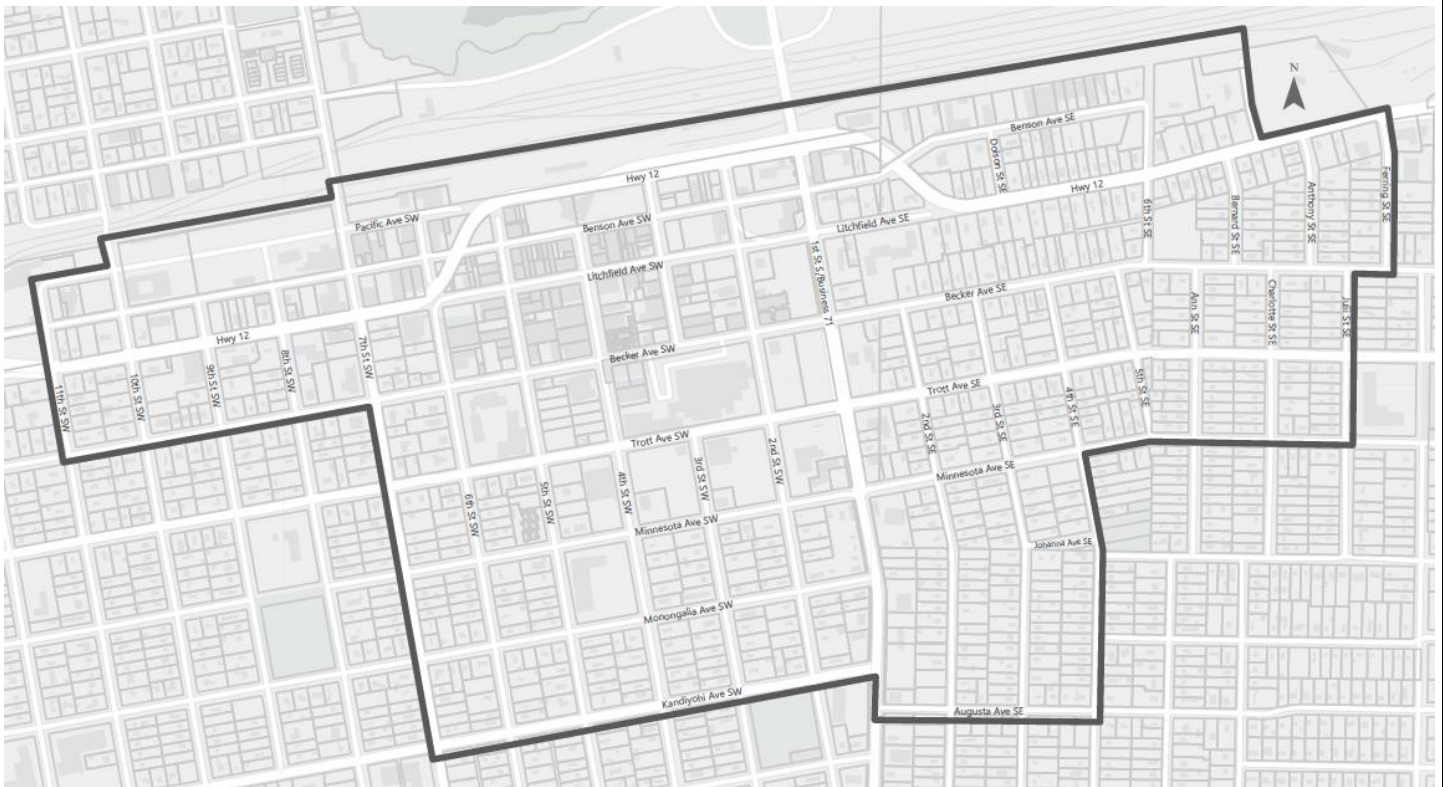 N
Benson Ave SE
Dotson St SE
Hwy 12
Hwy 12
Ferring St SE
Anthony St SE
Bernard St SE
6th St SE
Pacific Ave SW
Benson Ave SW
Litchfield Ave SE
Litchfield Ave SW
1st St S/Business 71
Becker Ave SE
Ann St SE
Charlotte St SE
Juli St SE
Hwy 12
7th St SW
8th St SW
9th St SW
10th St SW
11th St SW
Becker Ave SW
Trott Ave SE
5th St SE
4th St SE
3rd St SE
2nd St SE
Trott Ave SW
2nd St SW
3rd St SW
4th St SW
5th St SW
6th St SW
Minnesota Ave SE
Minnesota Ave SW
Johanna Ave SE
Monongalia Ave SW
Kandiyohi Ave SW
Augusta Ave SE